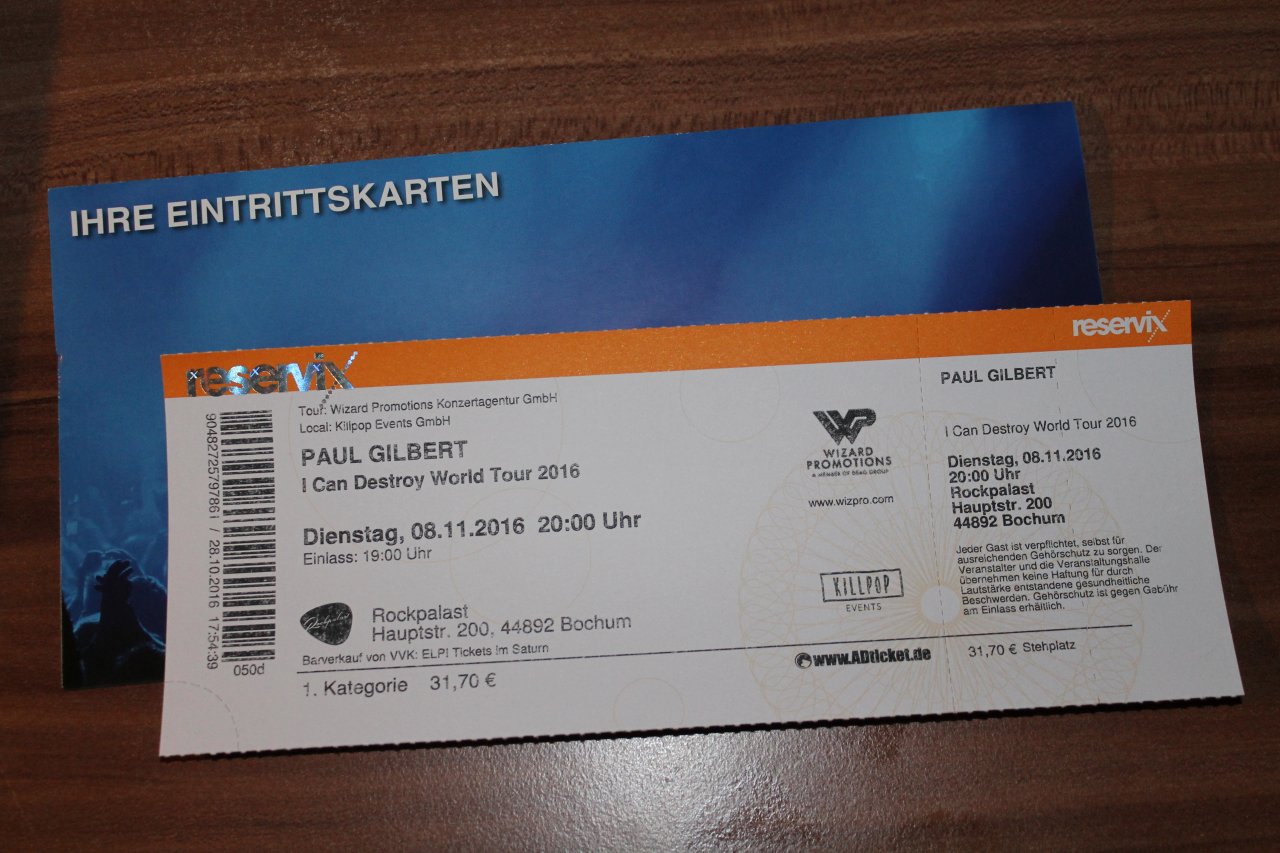 IHRE EINTRITTSKARTEN
reservix
reservix
9048272579786 / 28.10.2016 17:54:39
050d
Tour: Wizard Promotions Konzertagentur GmbH
Local: Killpop Events GmbH
PAUL GILBERT
I Can Destroy World Tour 2016
Dienstag, 08.11.2016 20:00 Uhr
Einlass: 19:00 Uhr
Rockpalast
Hauptstr. 200, 44892 Bochum
Barverkauf von VVK: ELPI Tickets im Saturn
1. Kategorie 31,70 €
WP
WIZARD
PROMOTIONS
A MEMBER OF DEAG GROUP
www.wizpro.com
KILLPOP
EVENTS
www.ADticket.de
PAUL GILBERT
I Can Destroy World Tour 2016
Dienstag, 08.11.2016
20:00 Uhr
Rockpalast
Hauptstr. 200
44892 Bochum
Jeder Gast ist verpflichtet, selbst für
ausreichenden Gehörschutz zu sorgen. Der
Veranstalter und die Veranstaltungshalle
übernehmen keine Haftung für durch
Lautstärke entstandene gesundheitliche
Beschwerden. Gehörschutz ist gegen Gebühr
am Einlass erhältlich.
31,70 € Stehplatz